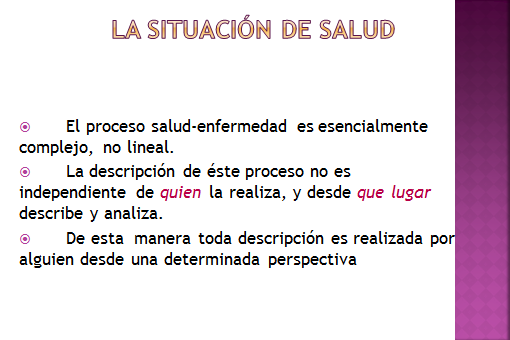 LA SITUACIÓN DE SALUD
El proceso salud-enfermedad es esencialmente
complejo, no lineal.
La descripción de éste proceso no es
independiente de quien la realiza, y desde que lugar
describe y analiza.
De esta manera toda descripción es realizada por
alguien desde una determinada perspectiva